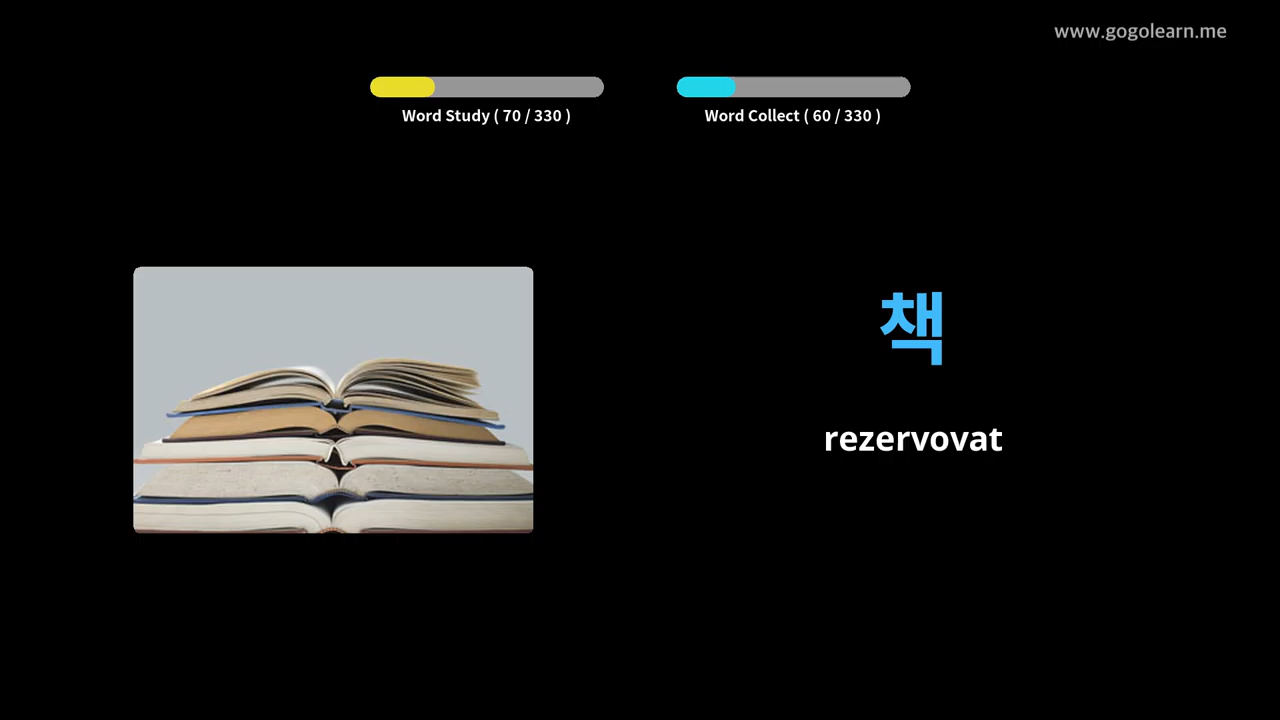 www.gogolearn.me
Word Study ( 70 / 330 )
Word Collect ( 60 / 330 )
책
rezervovat